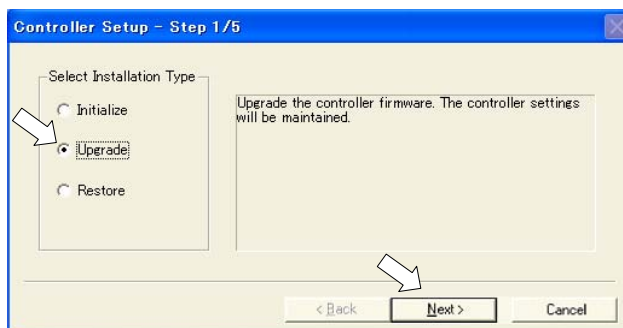 Controller Setup - Step 1/5
Select Installation Type
Initialize
Upgrade
Restore
Upgrade the controller firmware. The controller settings
will be maintained.
< Back
Next >
Cancel